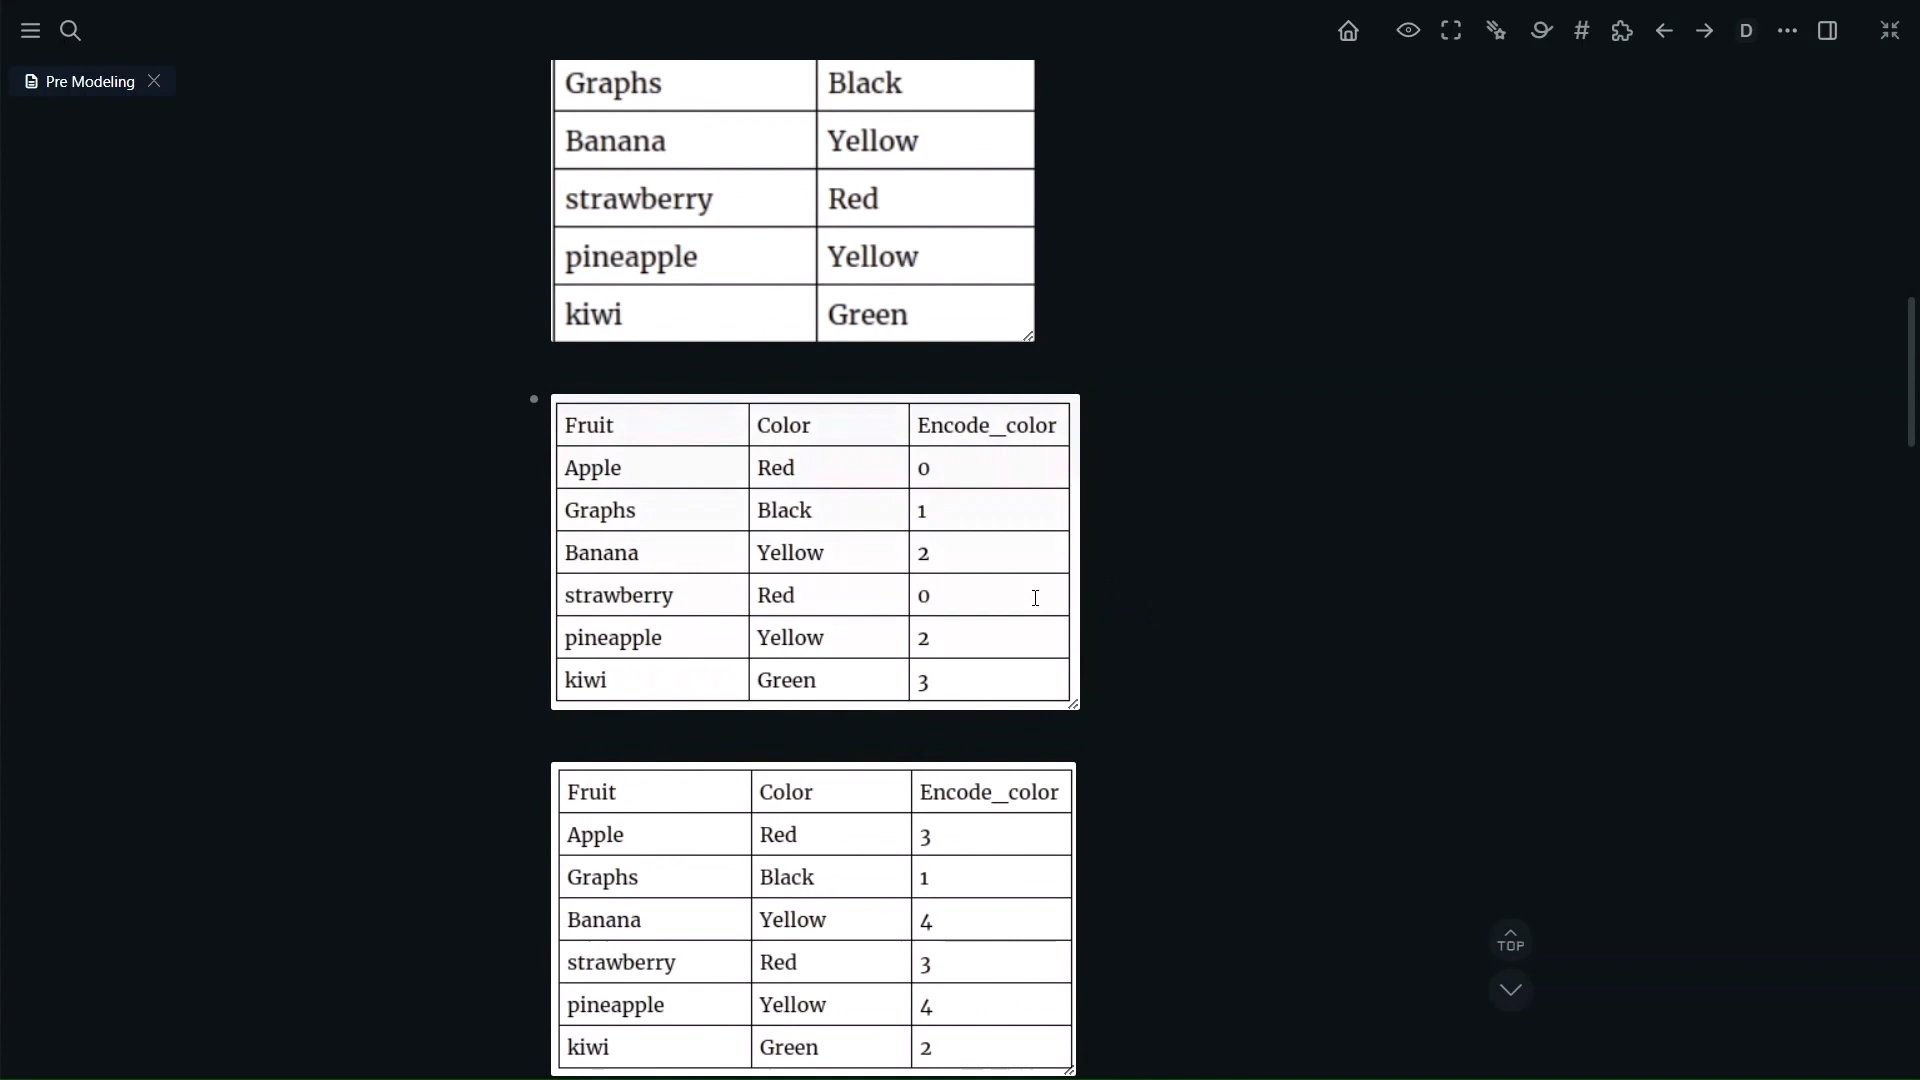 D
Pre Modeling
Graphs Black
Banana Yellow
strawberry Red
pineapple Yellow
kiwi Green
Fruit Color Encode_color
Apple Red 0
Graphs Black 1
Banana Yellow 2
strawberry Red 0
pineapple Yellow 2
kiwi Green 3
Fruit Color Encode_color
Apple Red 3
Graphs Black 1
Banana Yellow 4
strawberry Red 3
pineapple Yellow 4
kiwi Green 2
TOP